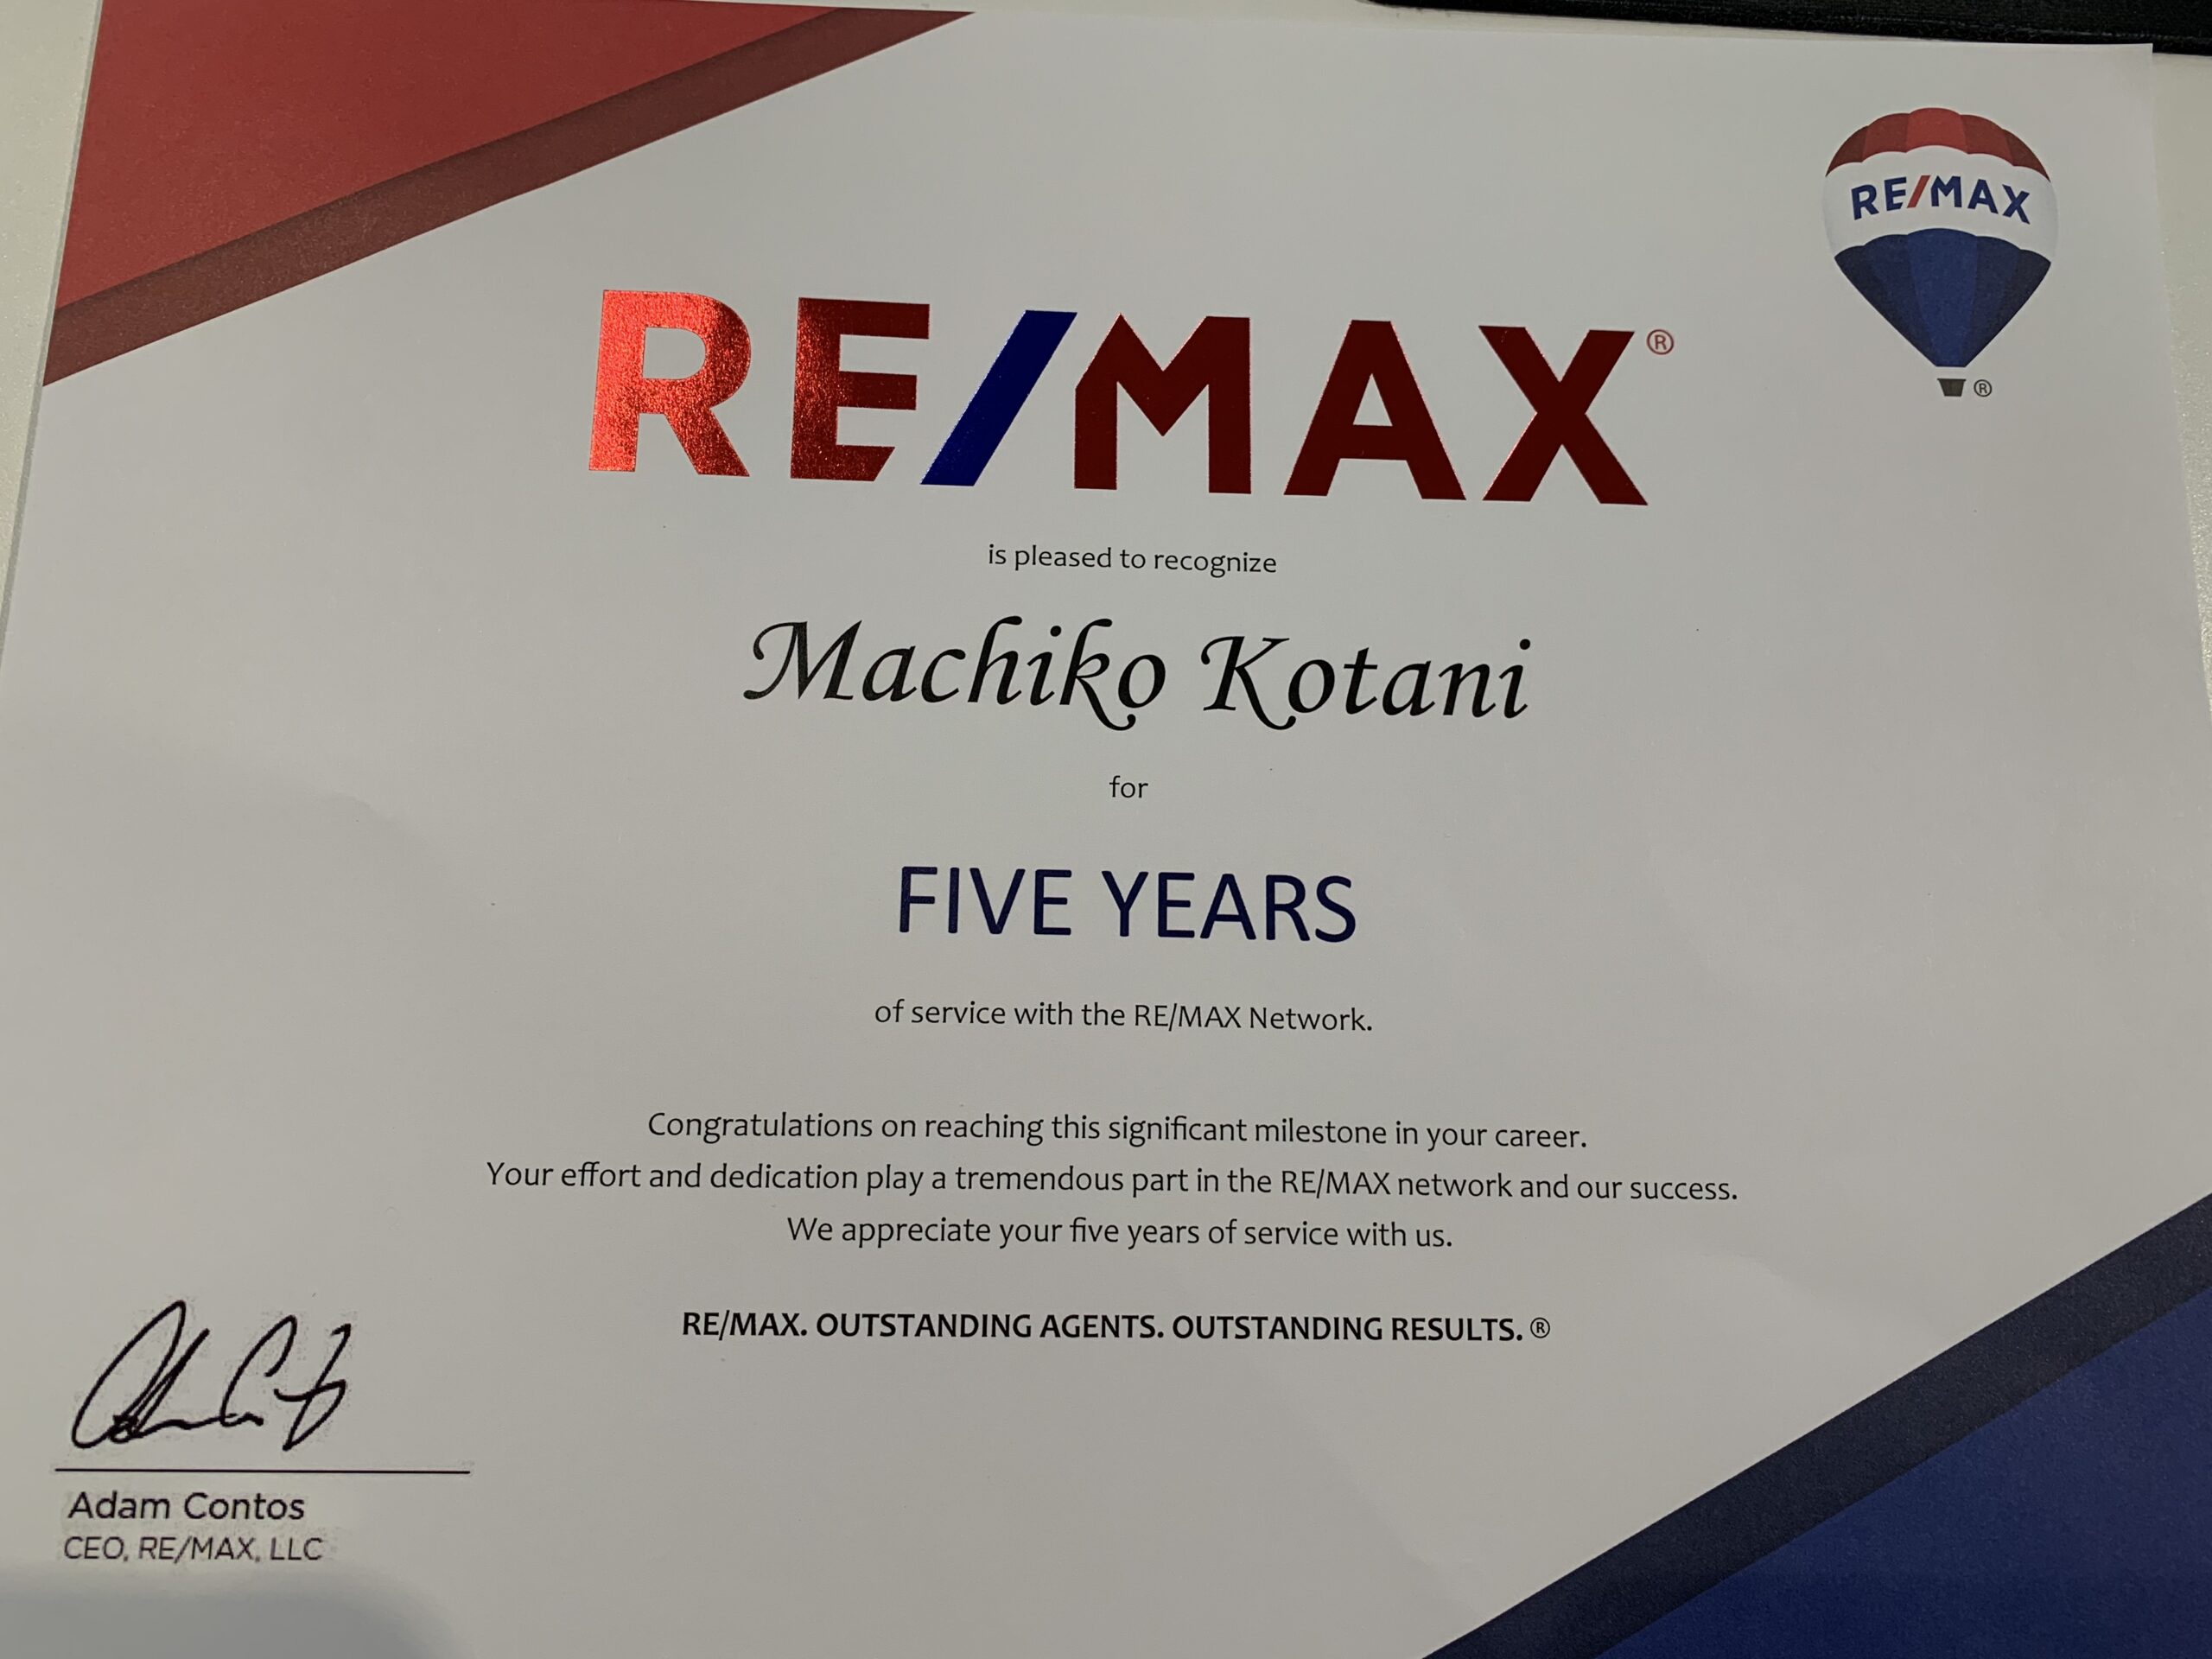 RE/MAX
®
RE/MAX®
is pleased to recognize
Machiko Kotani
for
FIVE YEARS
of service with the RE/MAX Network.
Congratulations on reaching this significant milestone in your career.
Your effort and dedication play a tremendous part in the RE/MAX network and our success.
We appreciate your five years of service with us.
RE/MAX. OUTSTANDING AGENTS. OUTSTANDING RESULTS. ®
Adam Contos
CEO, RE/MAX, LLC